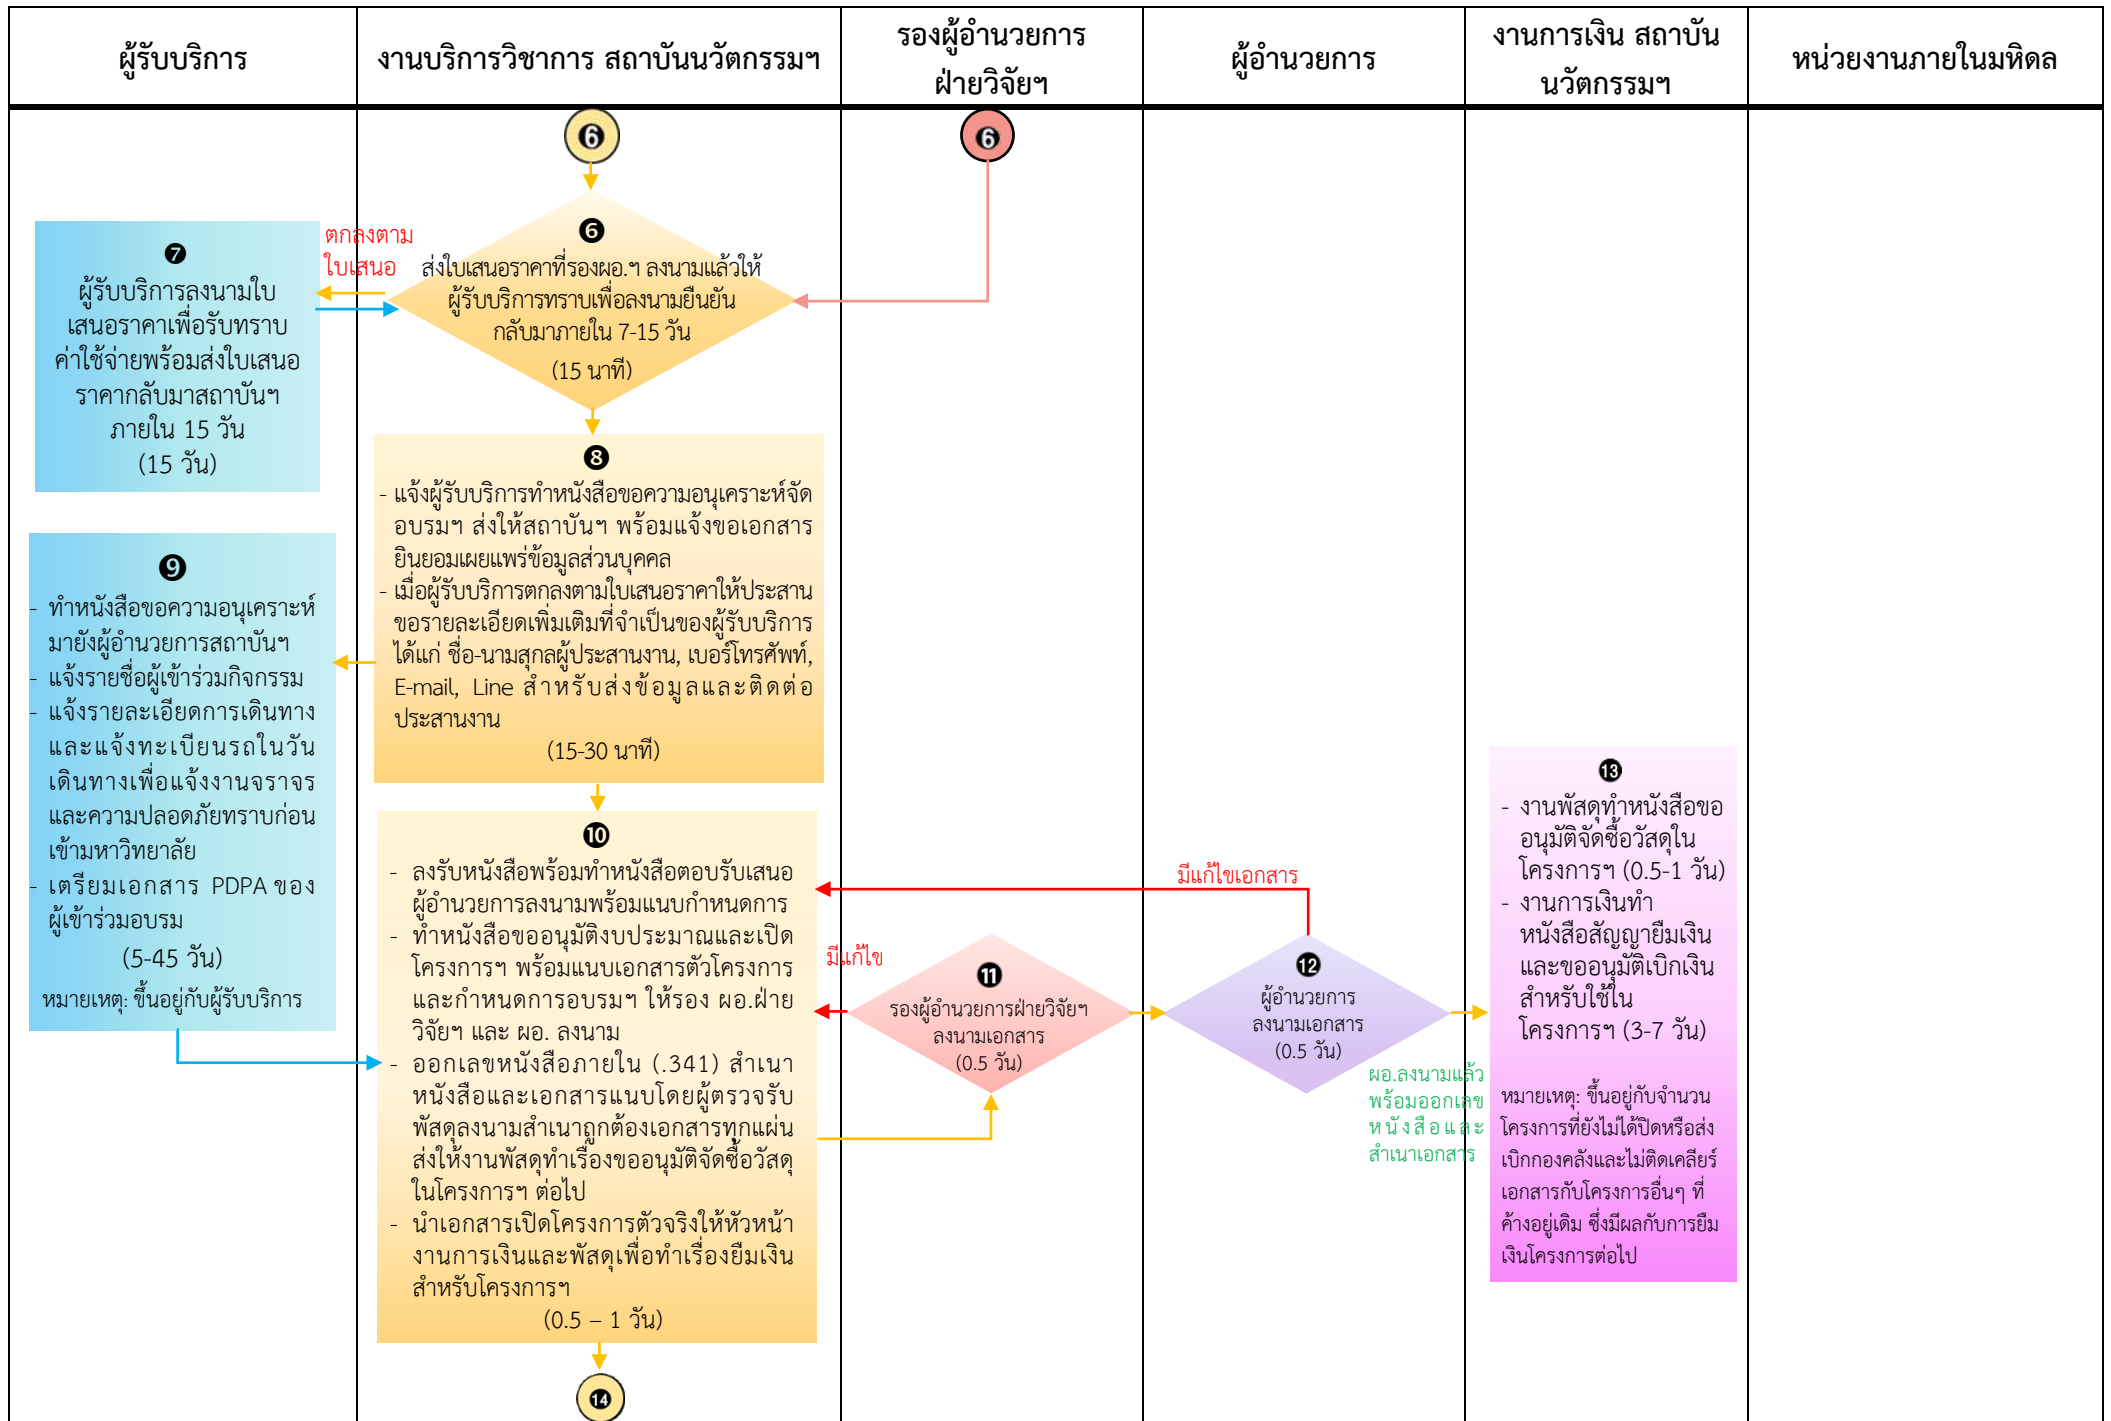 ผู้รับบริการ
งานบริการวิชาการ สถาบันนวัตกรรมฯ
รองผู้อำนวยการ
ฝ่ายวิจัยฯ
ผู้อำนวยการ
งานการเงิน สถาบัน
นวัตกรรมฯ
หน่วยงานภายในมหิดล
❻
❻
❻
ส่งใบเสนอราคาที่รองผอ.ฯ ลงนามแล้วให้
ผู้รับบริการทราบเพื่อลงนามยืนยัน
กลับมาภายใน 7-15 วัน
(15 นาที)
ตกลงตาม
ใบเสนอ
❼
ผู้รับบริการลงนามใบ
เสนอราคาเพื่อรับทราบ
ค่าใช้จ่ายพร้อมส่งใบเสนอ
ราคากลับมาสถาบันฯ
ภายใน 15 วัน
(15 วัน)
❽
- แจ้งผู้รับบริการทำหนังสือขอความอนุเคราะห์จัด
อบรมฯ ส่งให้สถาบันฯ พร้อมแจ้งขอเอกสาร
ยินยอมเผยแพร่ข้อมูลส่วนบุคคล
- เมื่อผู้รับบริการตกลงตามใบเสนอราคาให้ประสาน
ขอรายละเอียดเพิ่มเติมที่จำเป็นของผู้รับบริการ
ได้แก่ ชื่อ-นามสกุลผู้ประสานงาน, เบอร์โทรศัพท์,
E-mail, Line สำหรับส่งข้อมูลและติดต่อ
ประสานงาน
(15-30 นาที)
❾
- ทำหนังสือขอความอนุเคราะห์
มายังผู้อำนวยการสถาบันฯ
- แจ้งรายชื่อผู้เข้าร่วมกิจกรรม
- แจ้งรายละเอียดการเดินทาง
และแจ้งทะเบียนรถในวัน
เดินทางเพื่อแจ้งงานจราจร
และความปลอดภัยทราบก่อน
เข้ามหาวิทยาลัย
- เตรียมเอกสาร PDPA ของ
ผู้เข้าร่วมอบรม
(5-45 วัน)
หมายเหตุ: ขึ้นอยู่กับผู้รับบริการ
❿
- ลงรับหนังสือพร้อมทำหนังสือตอบรับเสนอ
ผู้อำนวยการลงนามพร้อมแนบกำหนดการ
- ทำหนังสือขออนุมัติงบประมาณและเปิด
โครงการฯ พร้อมแนบเอกสารตัวโครงการ
และกำหนดการอบรมฯ ให้รอง ผอ.ฝ่าย
วิจัยฯ และ ผอ. ลงนาม
- ออกเลขหนังสือภายใน (.341) สำเนา
หนังสือและเอกสารแนบโดยผู้ตรวจรับ
พัสดุลงนามสำเนาถูกต้องเอกสารทุกแผ่น
ส่งให้งานพัสดุทำเรื่องขออนุมัติจัดซื้อวัสดุ
ในโครงการฯ ต่อไป
- นำเอกสารเปิดโครงการตัวจริงให้หัวหน้า
งานการเงินและพัสดุเพื่อทำเรื่องยืมเงิน
สำหรับโครงการฯ
(0.5 – 1 วัน)
⓮
มีแก้ไข
⓫
รองผู้อำนวยการฝ่ายวิจัยฯ
ลงนามเอกสาร
(0.5 วัน)
มีแก้ไขเอกสาร
⓬
ผู้อำนวยการ
ลงนามเอกสาร
(0.5 วัน)
ผอ.ลงนามแล้ว
พร้อมออกเลข
หนังสือและ
สำเนาเอกสาร
⓭
- งานพัสดุทำหนังสือขอ
อนุมัติจัดซื้อวัสดุใน
โครงการฯ (0.5-1 วัน)
- งานการเงินทำ
หนังสือสัญญายืมเงิน
และขออนุมัติเบิกเงิน
สำหรับใช้ใน
โครงการฯ (3-7 วัน)
หมายเหตุ: ขึ้นอยู่กับจำนวน
โครงการที่ยังไม่ได้ปิดหรือส่ง
เบิกกองคลังและไม่ติดเคลียร์
เอกสารกับโครงการอื่นๆ ที่
ค้างอยู่เดิม ซึ่งมีผลกับการยืม
เงินโครงการต่อไป